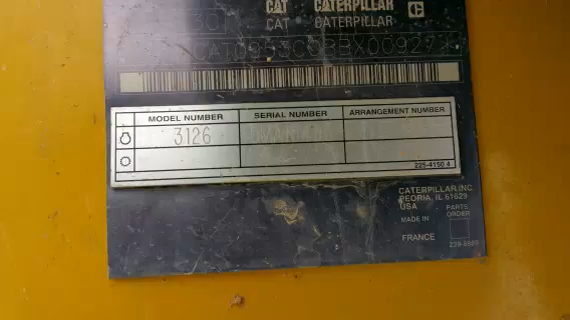 CAT CATERPILLAR
CAT CATERPILLAR
*CAT0953CCBBX00927*
MODEL NUMBER SERIAL NUMBER ARRANGEMENT NUMBER
3126
225-4150 4
CATERPILLAR INC.
PEORIA, IL 61629
USA
PARTS
ORDER
MADE IN
FRANCE